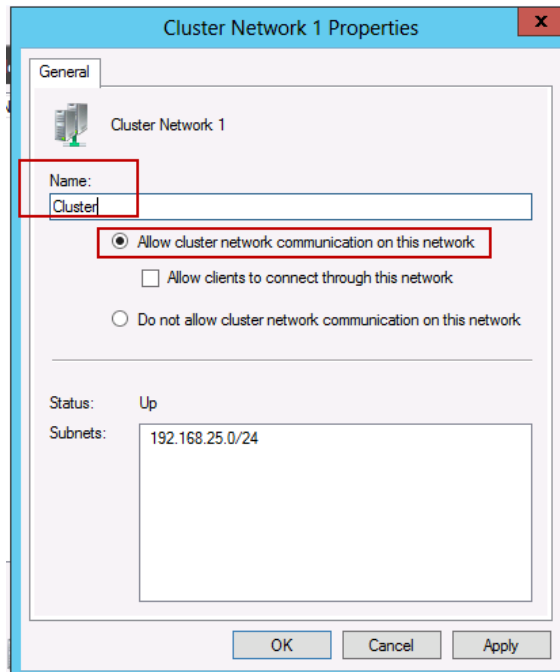 Cluster Network 1 Properties
x
General
Cluster Network 1
Name:
Cluster
Allow cluster network communication on this network
Allow clients to connect through this network
Do not allow cluster network communication on this network
Status: Up
Subnets: 192.168.25.0/24
OK Cancel Apply